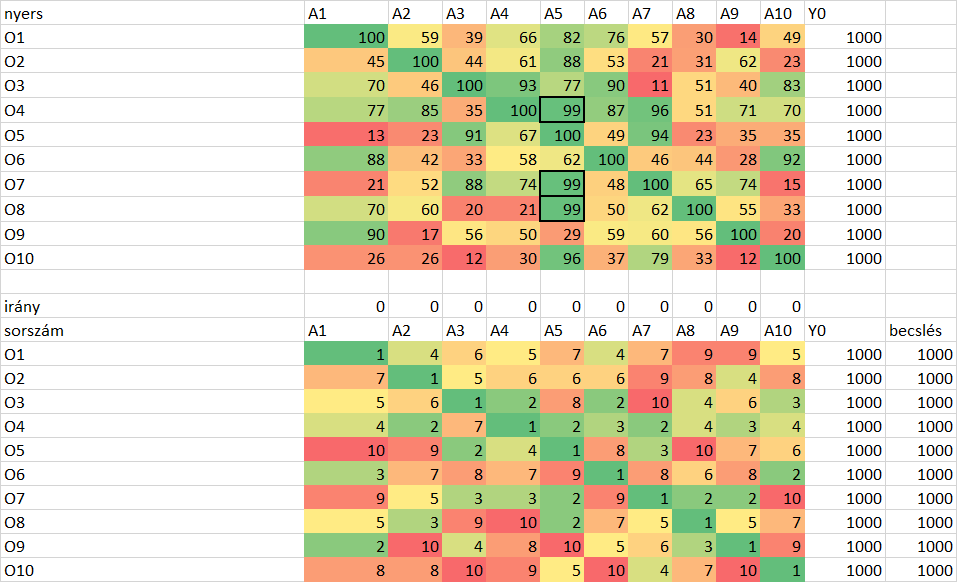 nyers A1 A2 A3 A4 A5 A6 A7 A8 A9 A10 Y0
O1 100 59 39 66 82 76 57 30 14 49 1000
O2 45 100 44 61 88 53 21 31 62 23 1000
O3 70 46 100 93 77 90 11 51 40 83 1000
O4 77 85 35 100 99 87 96 51 71 70 1000
O5 13 23 91 67 100 49 94 23 35 35 1000
O6 88 42 33 58 62 100 46 44 28 92 1000
O7 21 52 88 74 99 48 100 65 74 15 1000
O8 70 60 20 21 99 50 62 100 55 33 1000
O9 90 17 56 50 29 59 60 56 100 20 1000
O10 26 26 12 30 96 37 79 33 12 100 1000
irány 0 0 0 0 0 0 0 0 0 0
sorszám A1 A2 A3 A4 A5 A6 A7 A8 A9 A10 Y0 becslés
O1 1 4 6 5 7 4 7 9 9 5 1000 1000
O2 7 1 5 6 6 6 9 8 4 8 1000 1000
O3 5 6 1 2 8 2 10 4 6 3 1000 1000
O4 4 2 7 1 2 3 2 4 3 4 1000 1000
O5 10 9 2 4 1 8 3 10 7 6 1000 1000
O6 3 7 8 7 9 1 8 6 8 2 1000 1000
O7 9 5 3 3 2 9 1 2 2 10 1000 1000
O8 5 3 9 10 2 7 5 1 5 7 1000 1000
O9 2 10 4 8 10 5 6 3 1 9 1000 1000
O10 8 8 10 9 5 10 4 7 10 1 1000 1000